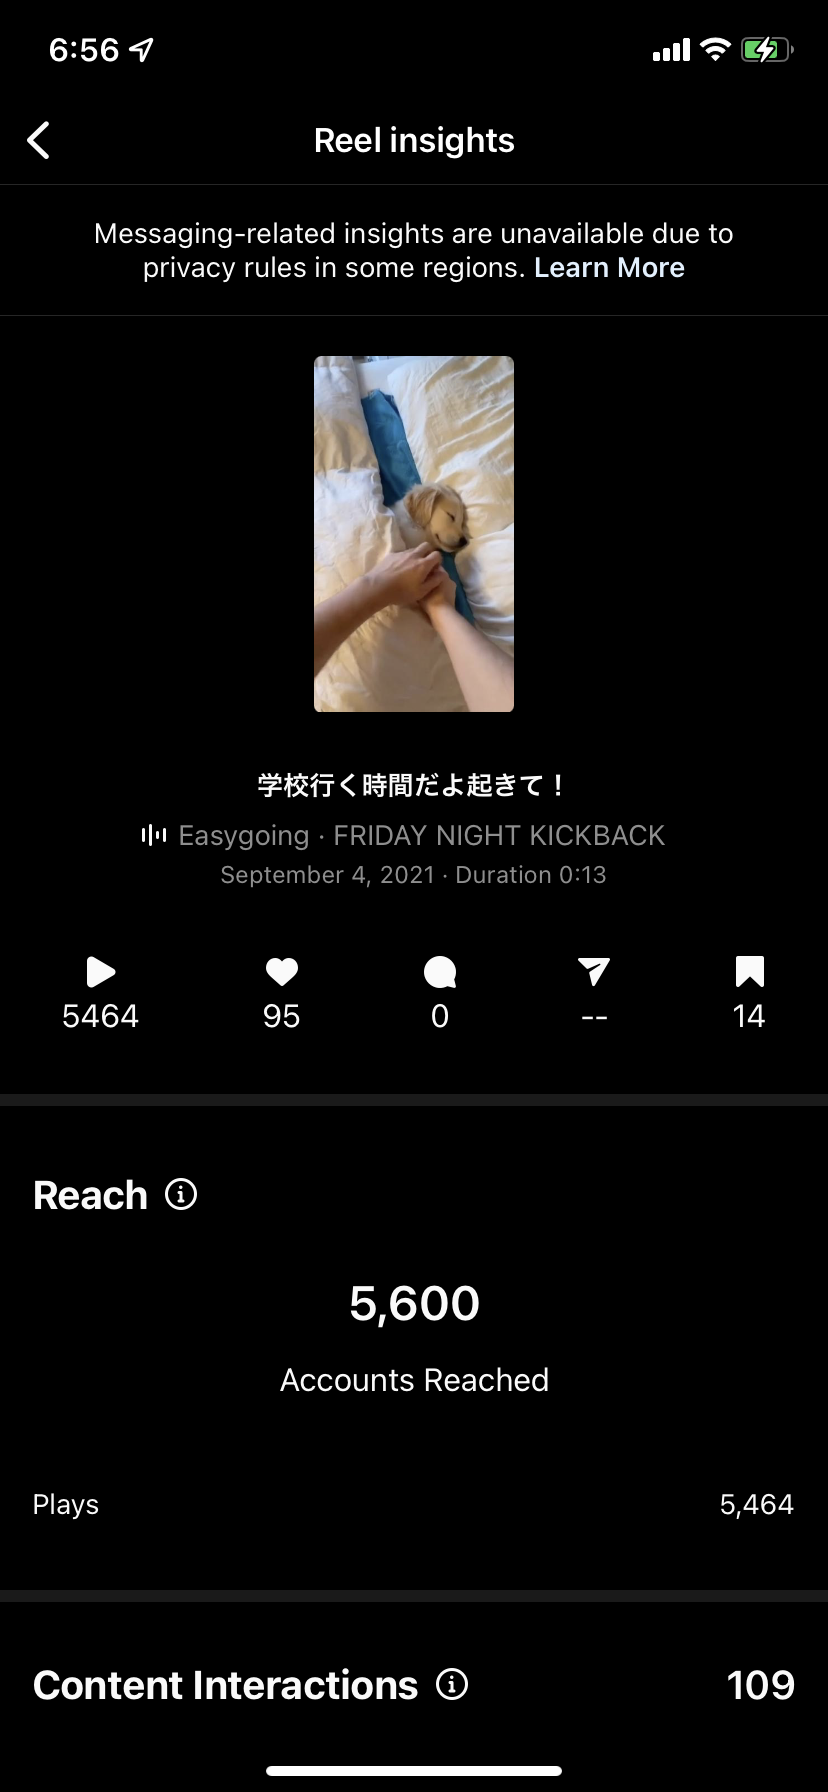 6:56
Reel insights
Messaging-related insights are unavailable due to
privacy rules in some regions. Learn More
学校行く時間だよ起きて！
Easygoing · FRIDAY NIGHT KICKBACK
September 4, 2021 · Duration 0:13
5464 95 0 -- 14
Reach
5,600
Accounts Reached
Plays 5,464
Content Interactions 109